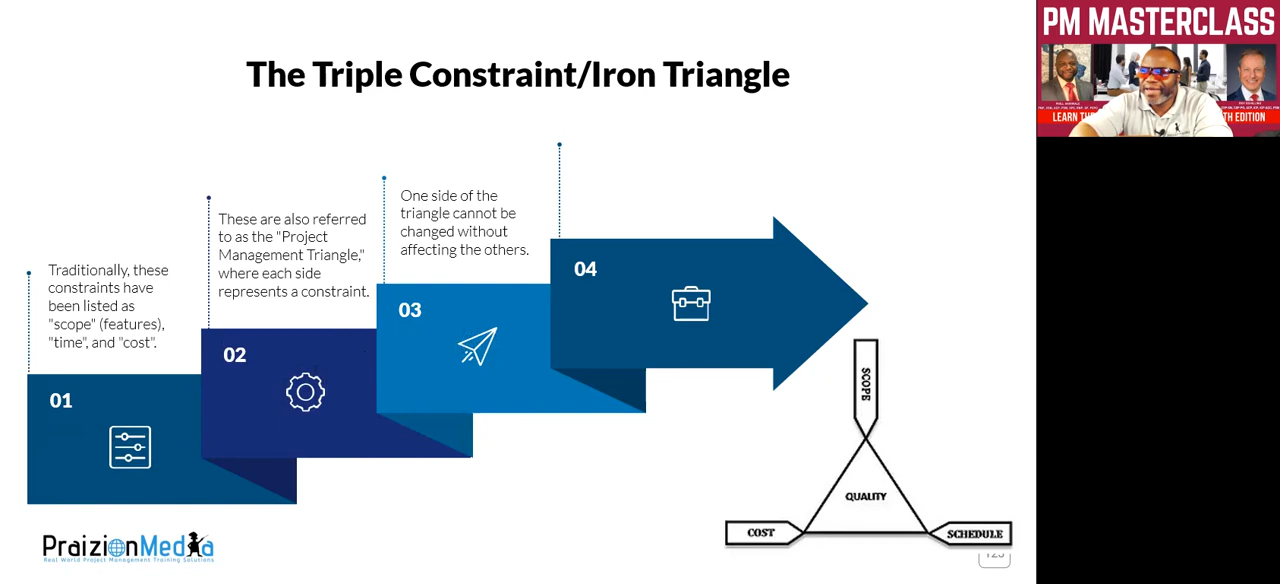 The Triple Constraint/Iron Triangle
Traditionally, these
constraints have
been listed as
"scope" (features),
"time", and "cost".
01
These are also referred
to as the "Project
Management Triangle,"
where each side
represents a constraint.
02
One side of the
triangle cannot be
changed without
affecting the others.
03
04
SCOPE
QUALITY
COST
SCHEDULE
PraizionMedia
Real World Project Management Training Solutions
PM MASTERCLASS
LEARN
EDITION